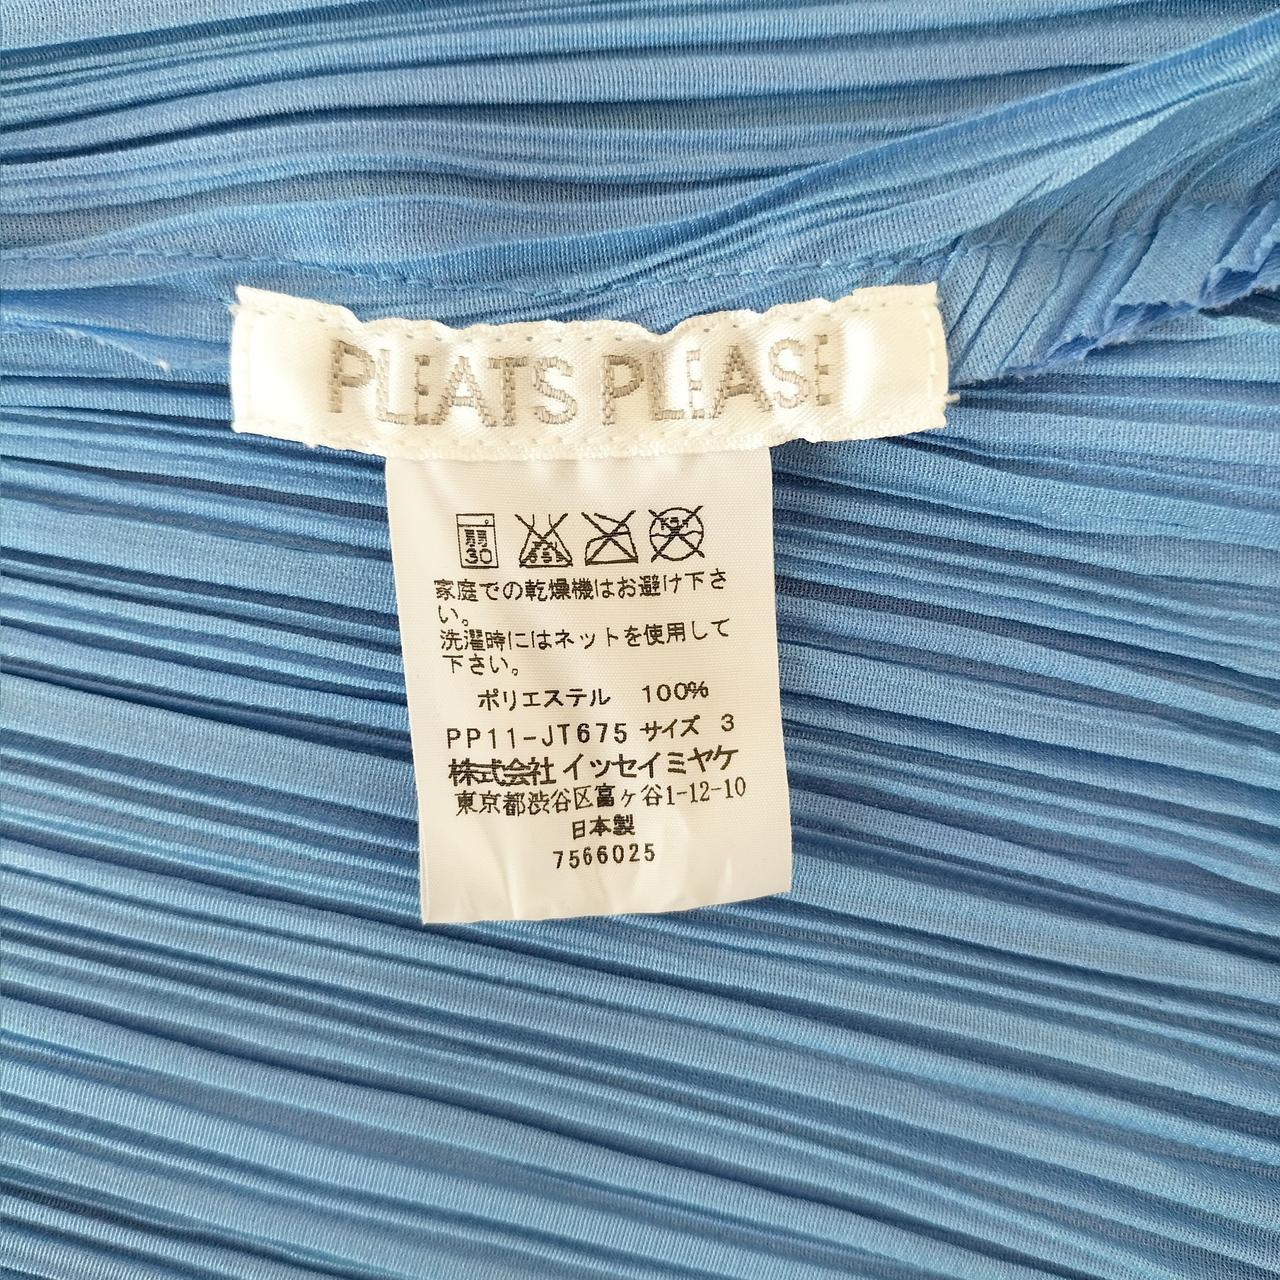 PLEATS PLEASE
弱
30
家庭での乾燥機はお避け下さ
い。
洗濯時にはネットを使用して
下さい。
ポリエステル 100%
PP11-JT675 サイズ 3
株式会社 イッセイミヤケ
東京都渋谷区富ヶ谷1-12-10
日本製
7566025